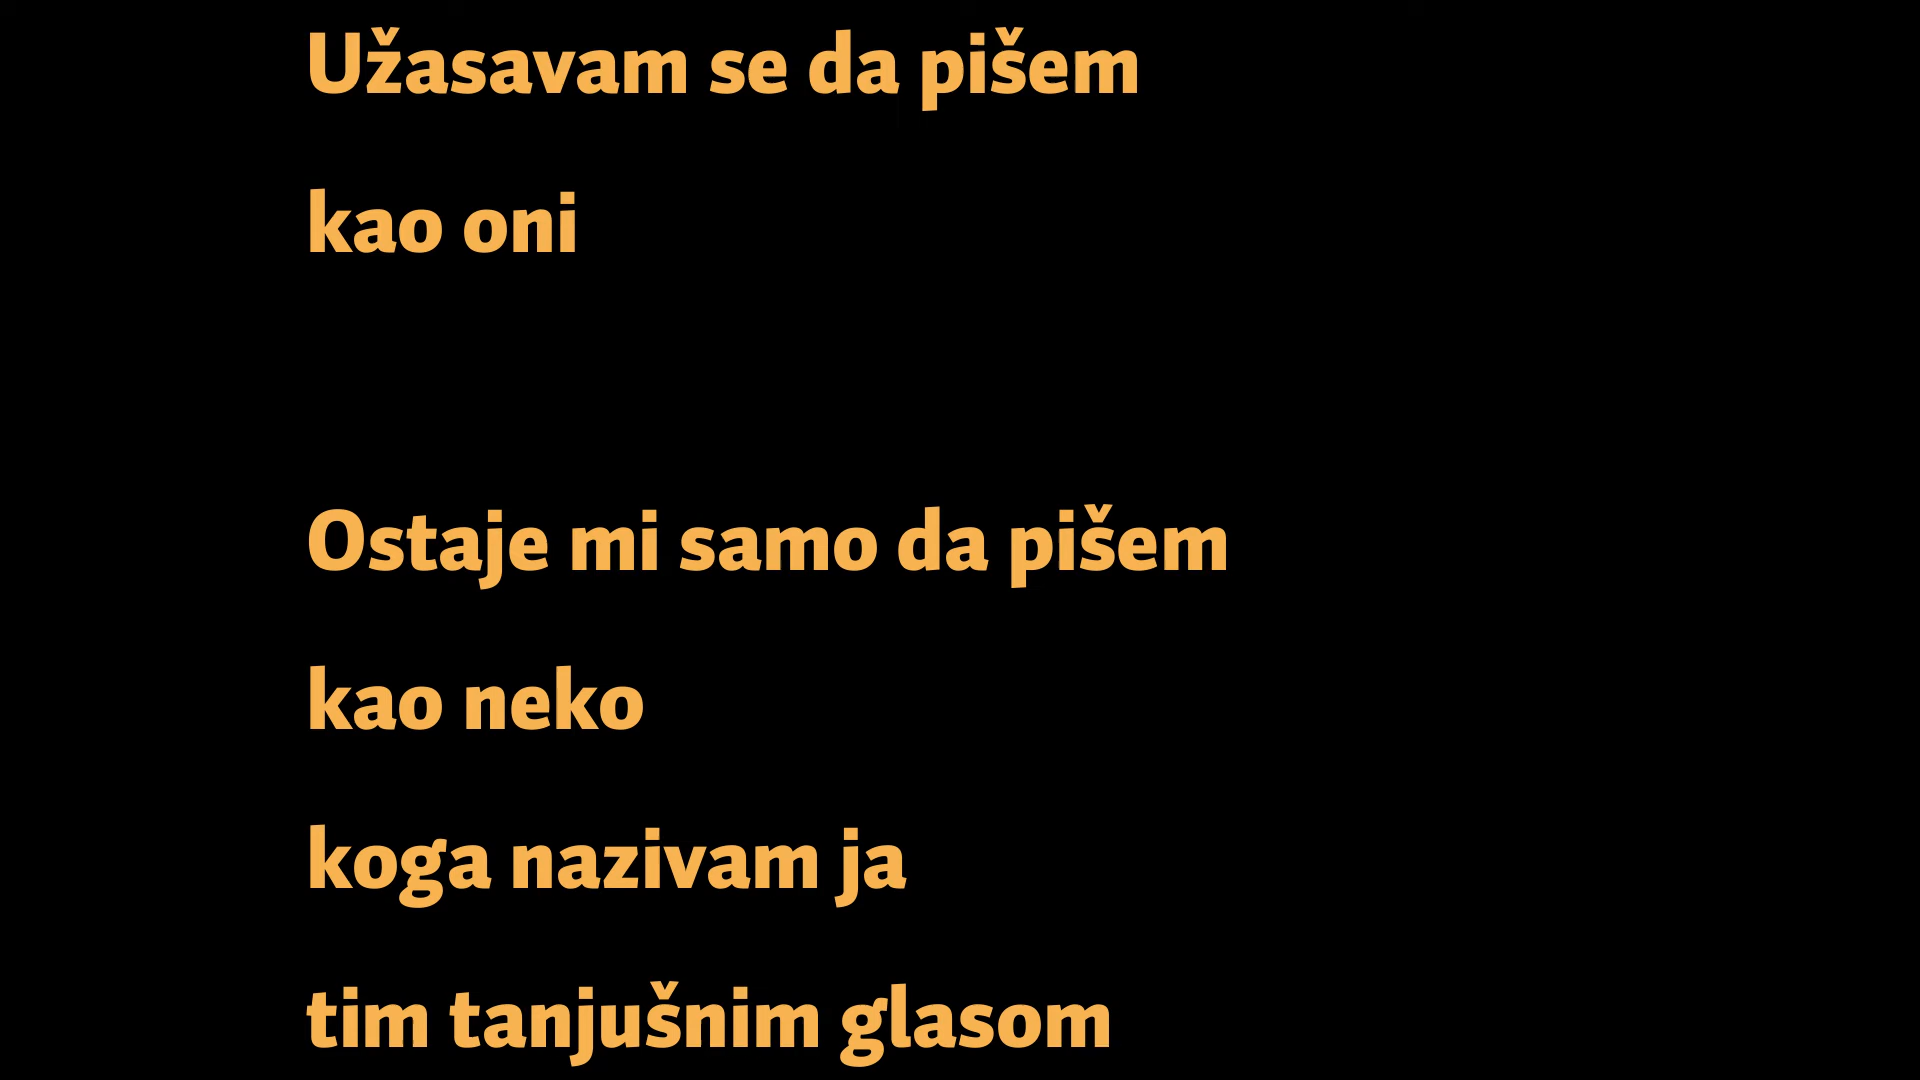 Užasavam se da pišem
kao oni
Ostaje mi samo da pišem
kao neko
koga nazivam ja
tim tanjušnim glasom